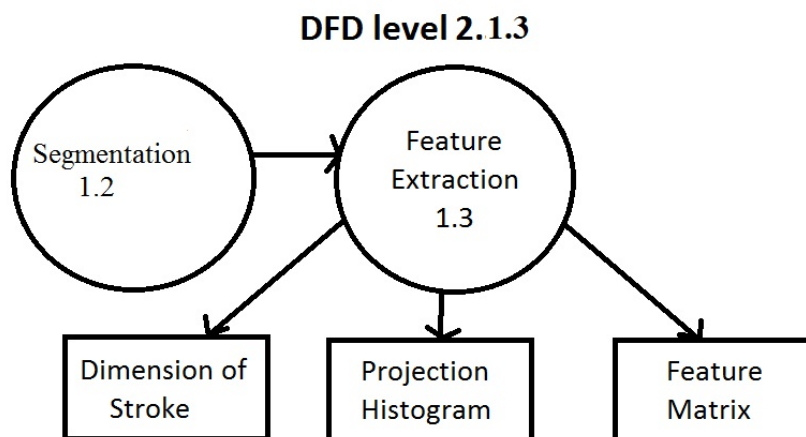 DFD level 2.1.3
Segmentation
1.2
Feature
Extraction
1.3
Dimension of
Stroke
Projection
Histogram
Feature
Matrix